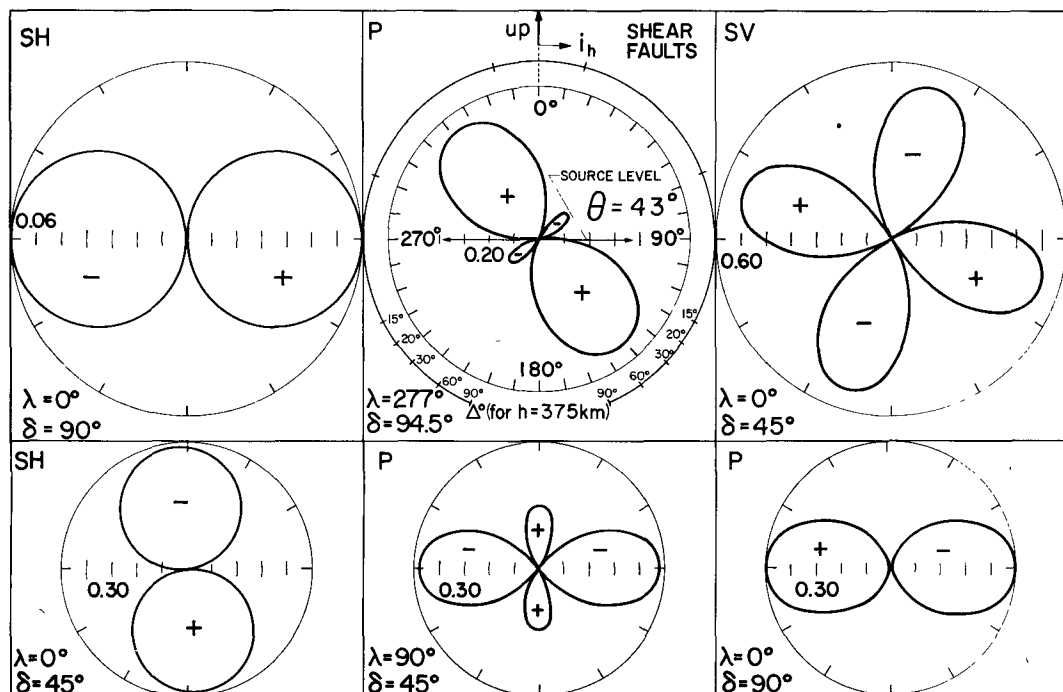 SH
0.06
−
+
λ=0°
δ=90°
P
up
i_h
SHEAR
FAULTS
0°
+
−
SOURCE LEVEL
θ=43°
270°
90°
−
0.20
+
15°
20°
30°
60°
90°
15°
20°
30°
60°
90°
180°
λ=277°
δ=94.5°
Δ°(for h=375km)
SV
−
+
0.60
+
−
λ=0°
δ=45°
SH
−
0.30
+
λ=0°
δ=45°
P
+
−
−
0.30
+
λ=90°
δ=45°
P
+
−
0.30
λ=0°
δ=90°